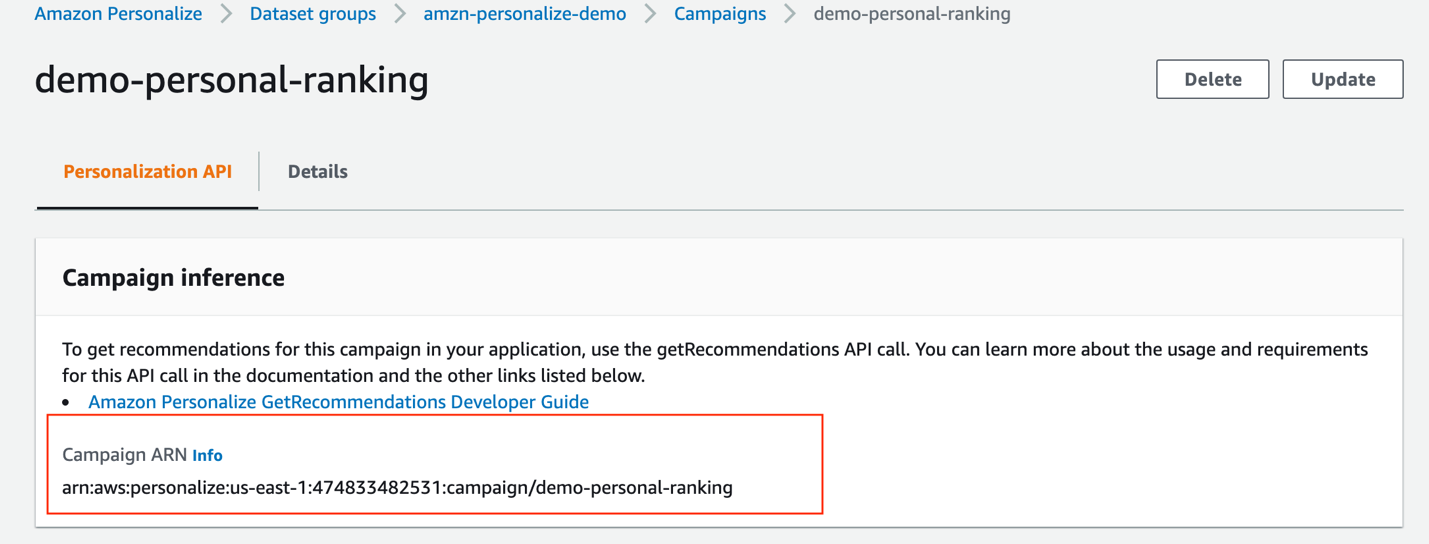 Amazon Personalize > Dataset groups > amzn-personalize-demo > Campaigns > demo-personal-ranking
demo-personal-ranking
Delete
Update
Personalization API
Details
Campaign inference
To get recommendations for this campaign in your application, use the getRecommendations API call. You can learn more about the usage and requirements
for this API call in the documentation and the other links listed below.
• Amazon Personalize GetRecommendations Developer Guide
Campaign ARN Info
arn:aws:personalize:us-east-1:474833482531:campaign/demo-personal-ranking